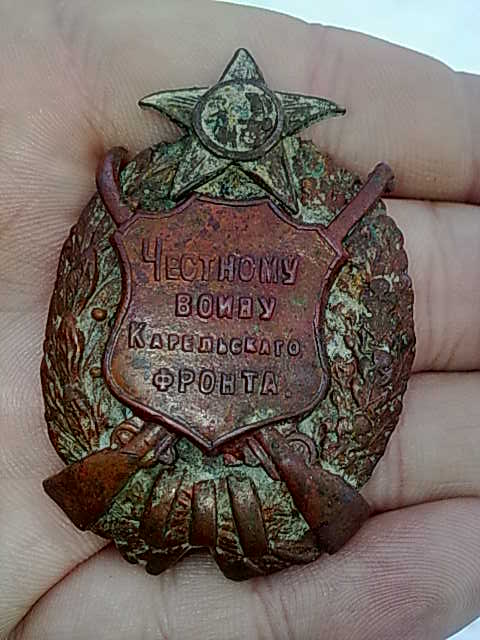 Честному
воину
Карельскаго
фронта.